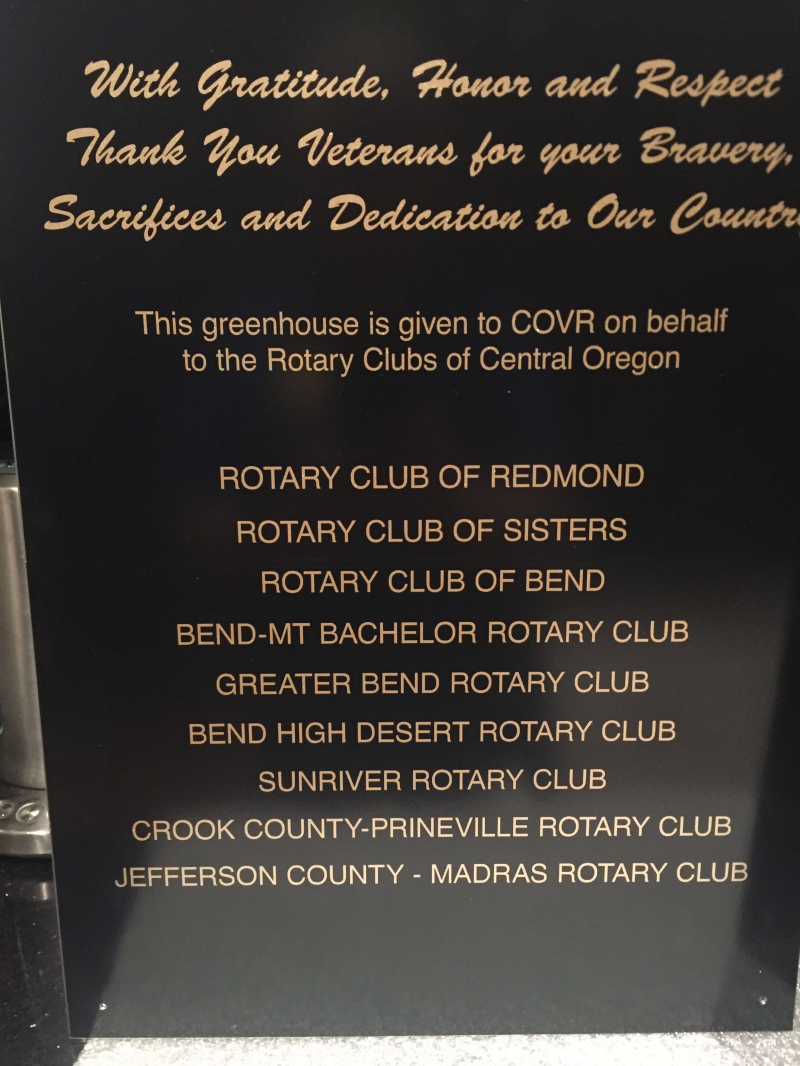 With Gratitude, Honor and Respect
Thank You Veterans for your Bravery,
Sacrifices and Dedication to Our Countr
This greenhouse is given to COVR on behalf
to the Rotary Clubs of Central Oregon
ROTARY CLUB OF REDMOND
ROTARY CLUB OF SISTERS
ROTARY CLUB OF BEND
BEND-MT BACHELOR ROTARY CLUB
GREATER BEND ROTARY CLUB
BEND HIGH DESERT ROTARY CLUB
SUNRIVER ROTARY CLUB
CROOK COUNTY-PRINEVILLE ROTARY CLUB
JEFFERSON COUNTY - MADRAS ROTARY CLUB